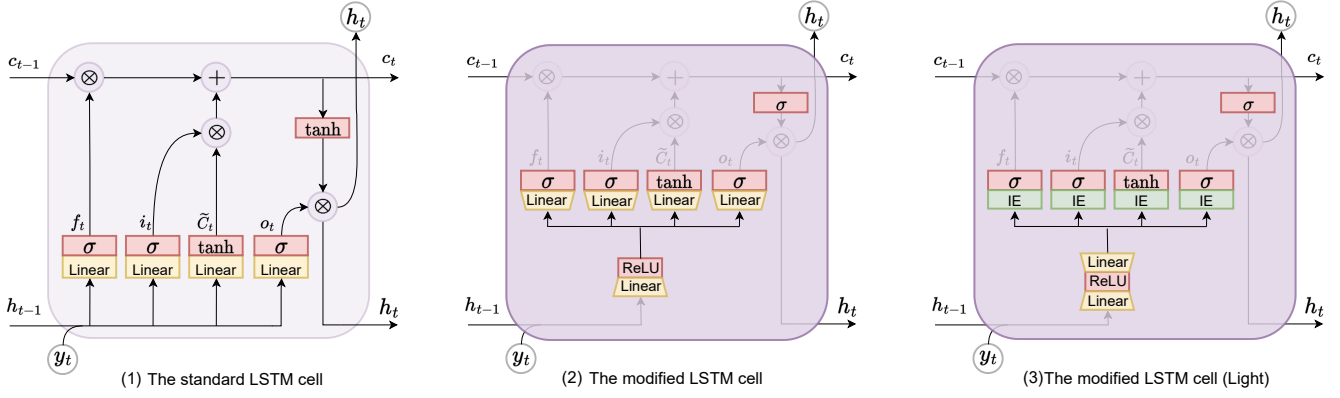 h_t
c_{t-1}
⊗
+
c_t
⊗
tanh
⊗
f_t
i_t
C̃_t
o_t
σ
σ
tanh
σ
Linear
Linear
Linear
Linear
h_{t-1}
h_t
y_t
(1) The standard LSTM cell
h_t
c_{t-1}
⊗
+
c_t
σ
⊗
⊗
f_t
i_t
C̃_t
o_t
σ
σ
tanh
σ
Linear
Linear
Linear
Linear
ReLU
Linear
h_{t-1}
h_t
y_t
(2) The modified LSTM cell
h_t
c_{t-1}
⊗
+
c_t
σ
⊗
⊗
f_t
i_t
C̃_t
o_t
σ
σ
tanh
σ
IE
IE
IE
IE
Linear
ReLU
Linear
h_{t-1}
h_t
y_t
(3)The modified LSTM cell (Light)